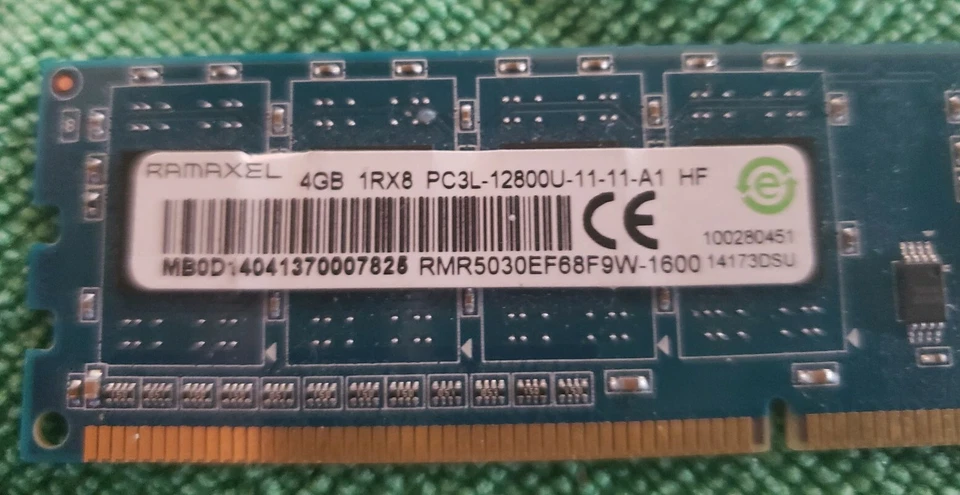 RAMAXEL 4GB 1RX8 PC3L-12800U-11-11-A1 HF
CE
100280451
MB0D14041370007825 RMR5030EF68F9W-1600 14173DSU